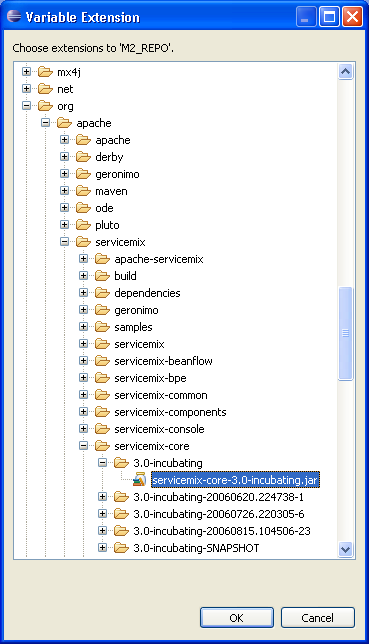 Variable Extension
Choose extensions to 'M2_REPO'.
mx4j
net
org
apache
apache
derby
geronimo
maven
ode
pluto
servicemix
apache-servicemix
build
dependencies
geronimo
samples
servicemix
servicemix-beanflow
servicemix-bpe
servicemix-common
servicemix-components
servicemix-console
servicemix-core
3.0-incubating
servicemix-core-3.0-incubating.jar
3.0-incubating-20060620.224738-1
3.0-incubating-20060726.220305-6
3.0-incubating-20060815.104506-23
3.0-incubating-SNAPSHOT
OK Cancel